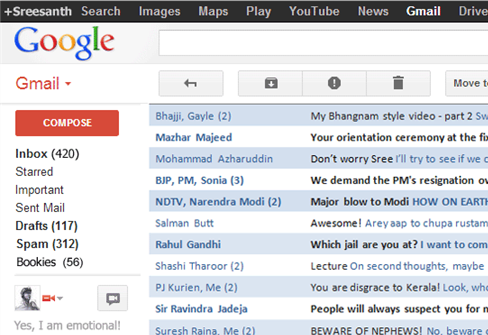 +Sreesanth Search Images Maps Play YouTube News Gmail Drive
Google
Gmail
Move to
COMPOSE
Inbox (420)
Starred
Important
Sent Mail
Drafts (117)
Spam (312)
Bookies (56)
Yes, I am emotional!
Bhajji, Gayle (2) My Bhangnam style video - part 2 Sw
Mazhar Majeed Your orientation ceremony at the fi
Mohammad Azharuddin Don't worry Sree I'll try to see if we c
BJP, PM, Sonia (3) We demand the PM's resignation ov
NDTV, Narendra Modi (2) Major blow to Modi HOW ON EARTH
Salman Butt Awesome! Arey aap to chupa rustam
Rahul Gandhi Which jail are you at? I want to com
Shashi Tharoor (2) Lecture On second thoughts, maybe
PJ Kurien, Me (2) You are disgrace to Kerala! Look, who
Sir Ravindra Jadeja People will always suspect you for n
Suresh Raina, Me (2) BEWARE OF NEPHEWS! No, beware o